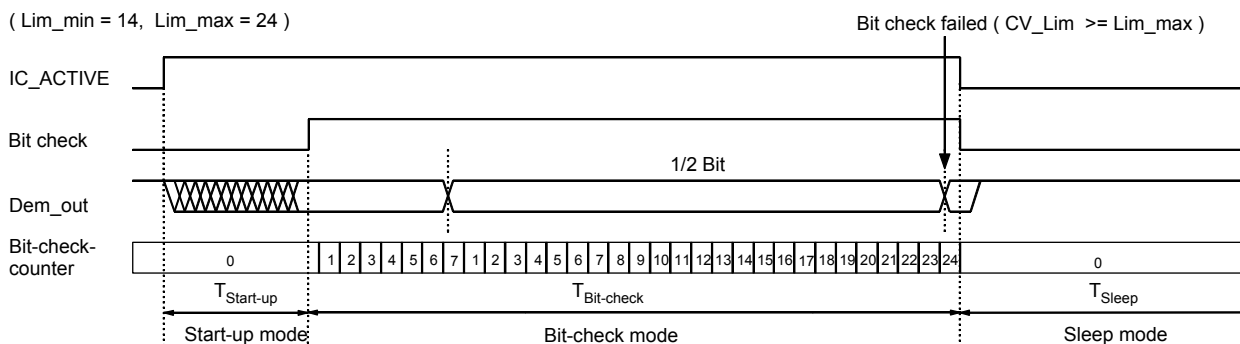 ( Lim_min = 14, Lim_max = 24 )
Bit check failed ( CV_Lim >= Lim_max )
IC_ACTIVE
Bit check
1/2 Bit
Dem_out
Bit-check-
counter
0 1 2 3 4 5 6 7 1 2 3 4 5 6 7 8 9 10 11 12 13 14 15 16 17 18 19 20 21 22 23 24 0
TStart-up TBit-check TSleep
Start-up mode Bit-check mode Sleep mode